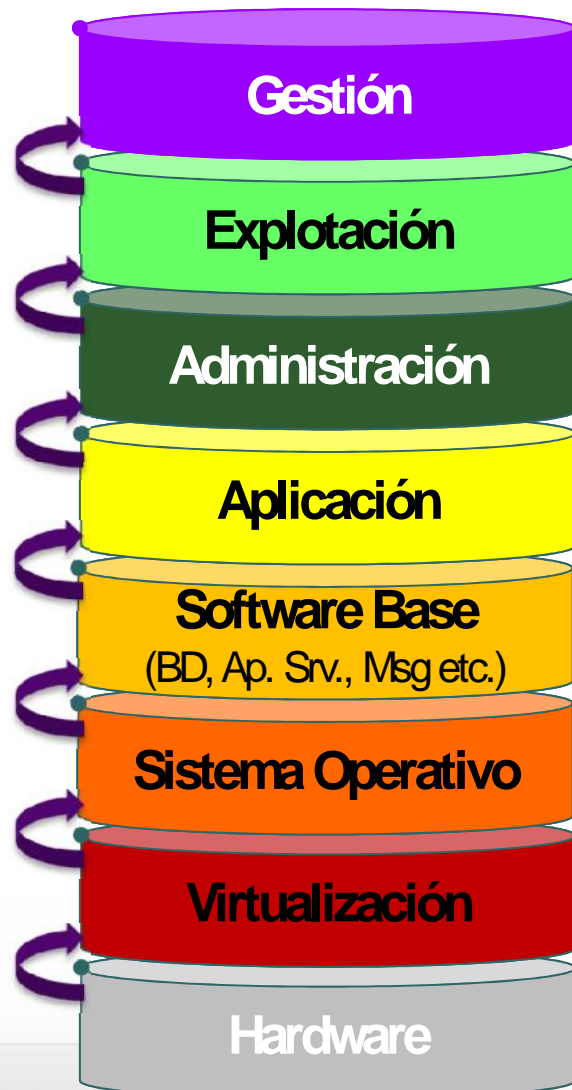 Gestión
Explotación
Administración
Aplicación
Software Base
(BD, Ap. Srv., Msg etc.)
Sistema Operativo
Virtualización
Hardware